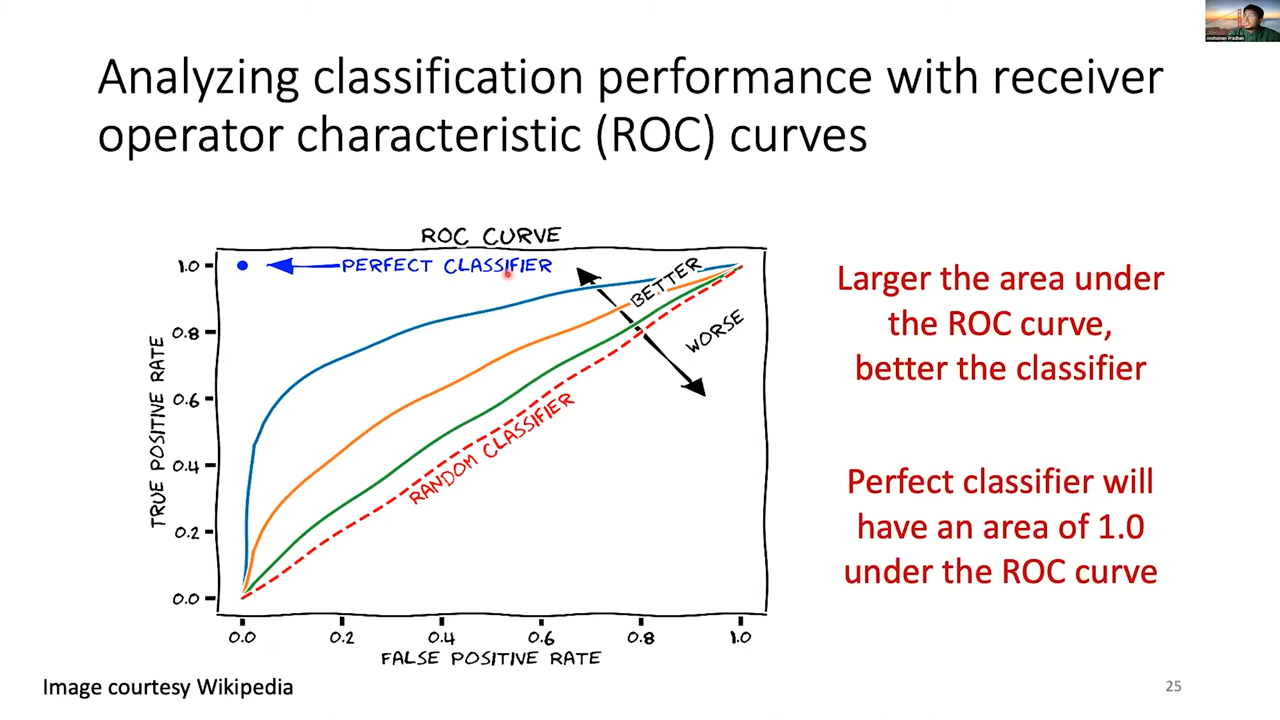 Anshuman Pradhan
Analyzing classification performance with receiver
operator characteristic (ROC) curves
ROC CURVE
PERFECT CLASSIFIER
BETTER
WORSE
RANDOM CLASSIFIER
TRUE POSITIVE RATE
1.0
0.8
0.6
0.4
0.2
0.0
0.0 0.2 0.4 0.6 0.8 1.0
FALSE POSITIVE RATE
Larger the area under
the ROC curve,
better the classifier
Perfect classifier will
have an area of 1.0
under the ROC curve
Image courtesy Wikipedia
25